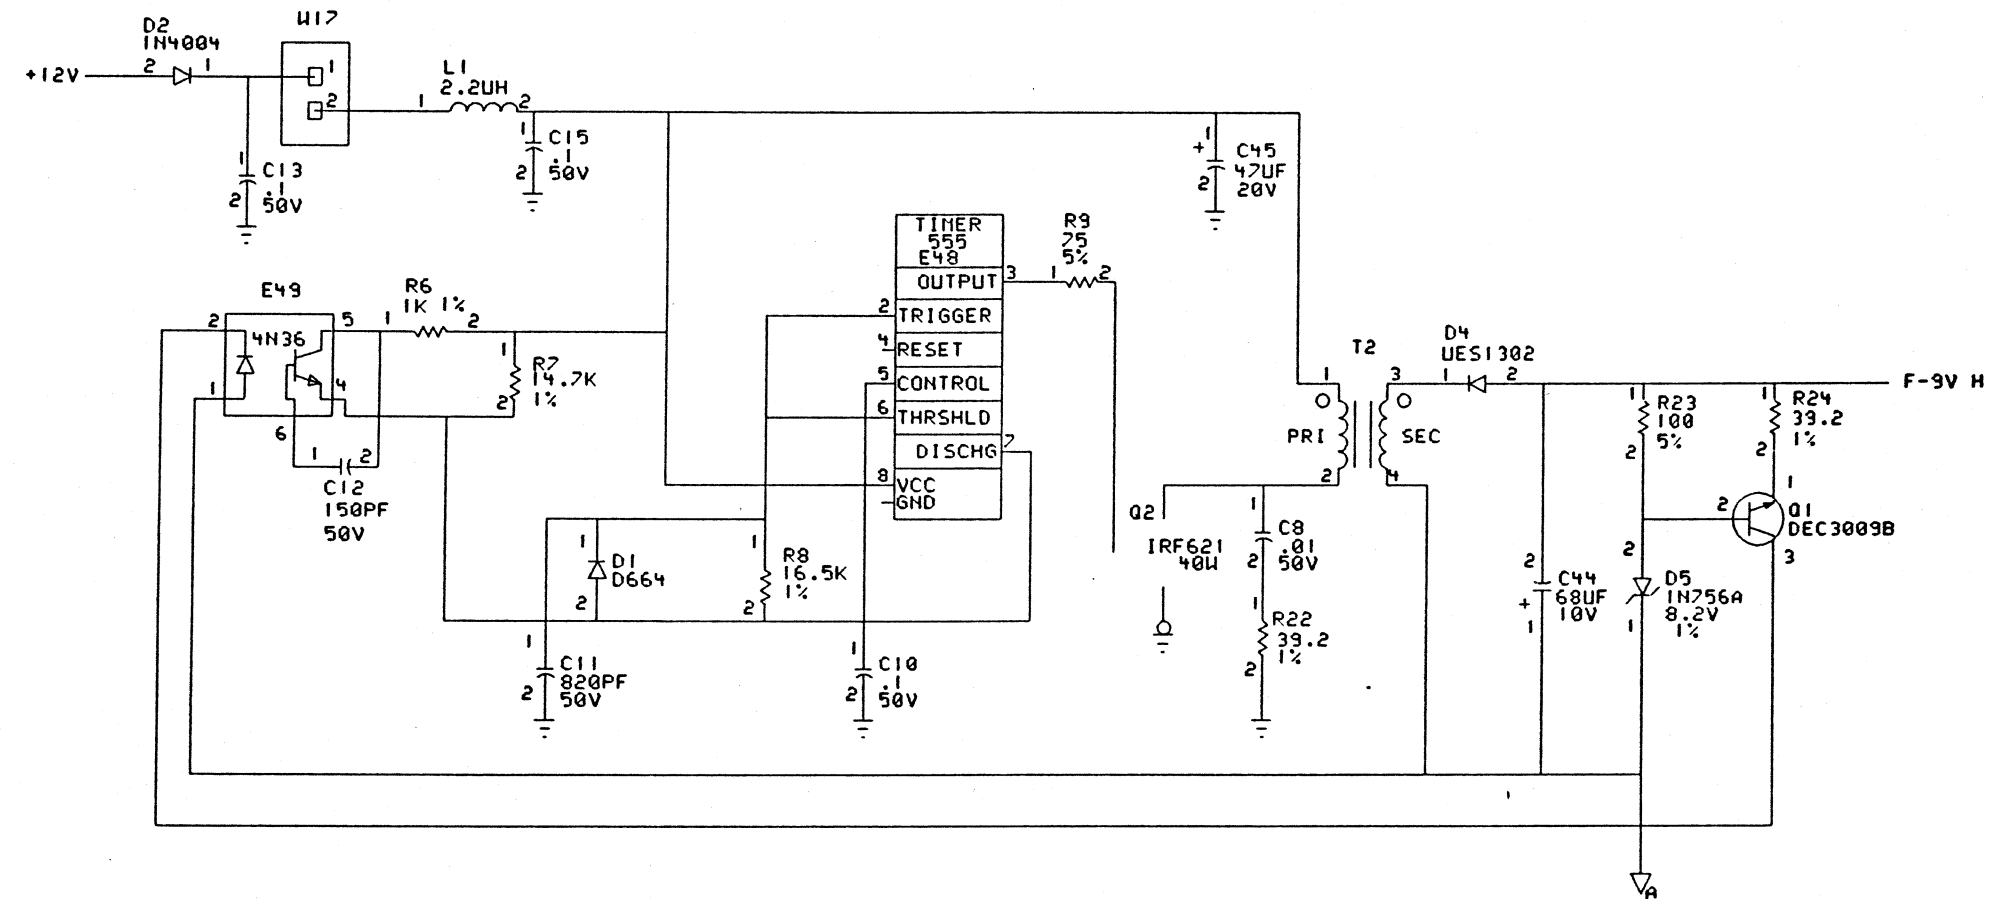 W17
D2
1N4004
+12V
2
1
1
2
L1
2.2UH
1
2
1
C13
.1
50V
2
1
C15
.1
50V
2
1
+
C45
47UF
20V
2
TIMER
555
E48
OUTPUT
3
TRIGGER
2
RESET
4
CONTROL
5
THRSHLD
6
DISCHG
7
VCC
8
GND
R9
75
5%
1
2
E49
4N36
2
1
5
4
6
R6
1K 1%
1
2
R7
14.7K
1%
1
2
1
2
C12
150PF
50V
1
D1
D664
2
1
R8
16.5K
1%
2
1
C11
820PF
50V
2
1
C10
.1
50V
2
Q2
IRF621
40W
T2
1
3
PRI
SEC
2
4
1
C8
.01
50V
2
1
R22
39.2
1%
2
D4
UES1302
1
2
F-9V H
1
R23
100
5%
2
1
R24
39.2
1%
2
1
2
Q1
DEC3009B
3
2
C44
68UF
10V
+
1
2
D5
1N756A
8.2V
1%
1
A